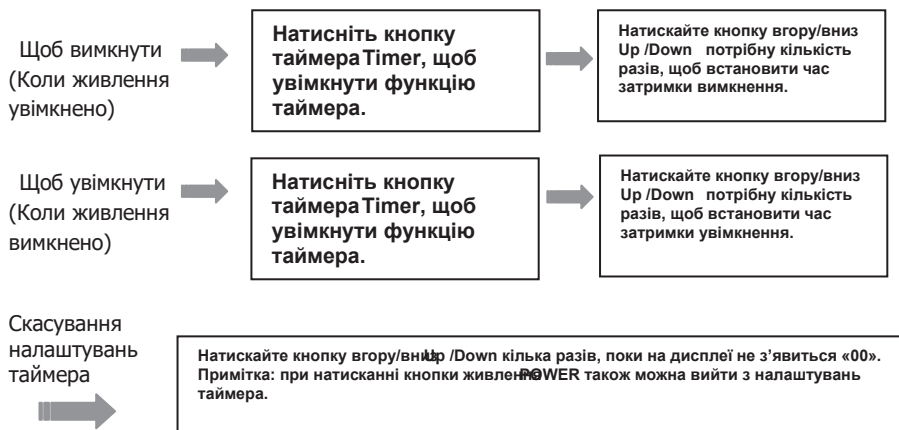 Щоб вимкнути
(Коли живлення
увімкнено)
Натисніть кнопку
таймера Timer, щоб
увімкнути функцію
таймера.
Натискайте кнопку вгору/вниз
Up /Down потрібну кількість
разів, щоб встановити час
затримки вимкнення.
Щоб увімкнути
(Коли живлення
вимкнено)
Натисніть кнопку
таймера Timer, щоб
увімкнути функцію
таймера.
Натискайте кнопку вгору/вниз
Up /Down потрібну кількість
разів, щоб встановити час
затримки увімкнення.
Скасування
налаштувань
таймера
Натискайте кнопку вгору/вниз Up /Down кілька разів, поки на дисплеї не з’явиться «00».
Примітка: при натисканні кнопки живлення POWER також можна вийти з налаштувань
таймера.